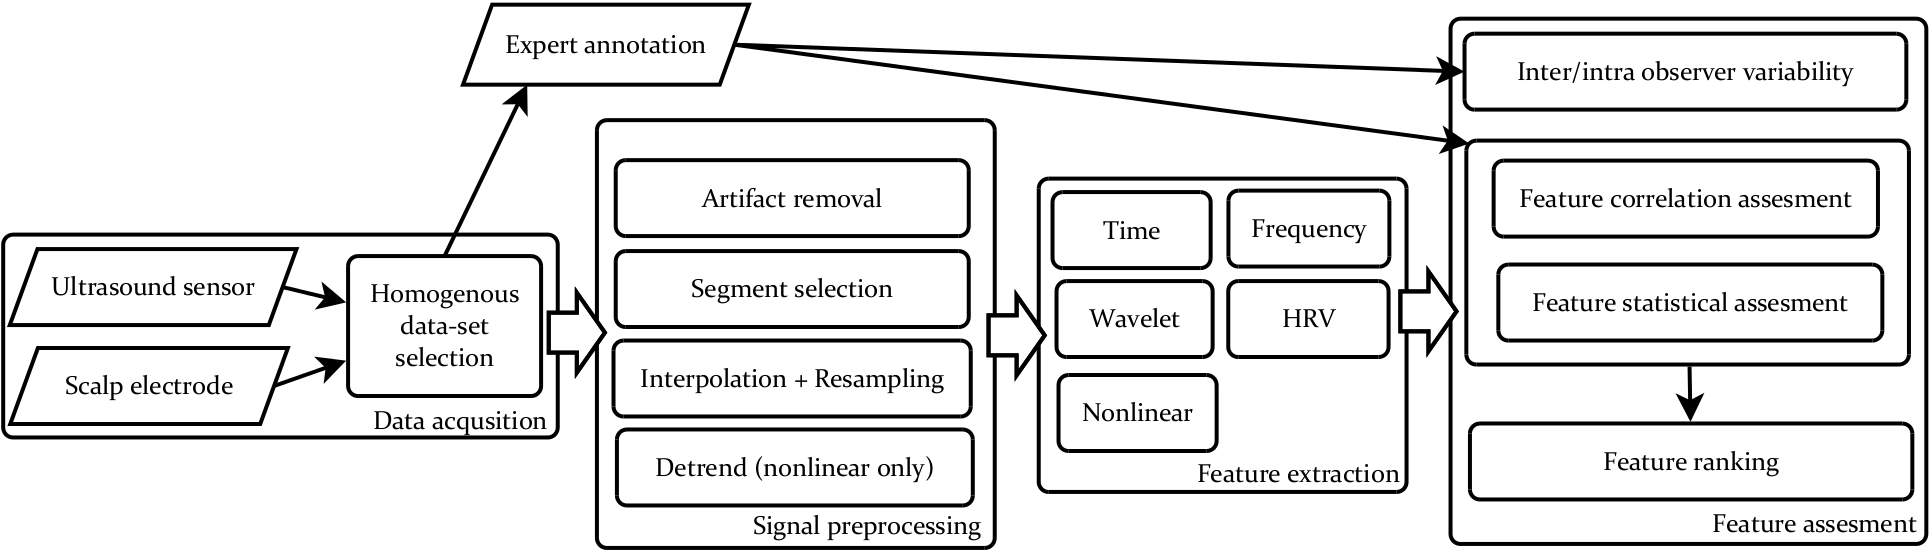 Expert annotation
Ultrasound sensor
Scalp electrode
Homogenous
data-set
selection
Data acqusition
Artifact removal
Segment selection
Interpolation + Resampling
Detrend (nonlinear only)
Signal preprocessing
Time
Frequency
Wavelet
HRV
Nonlinear
Feature extraction
Inter/intra observer variability
Feature correlation assesment
Feature statistical assesment
Feature ranking
Feature assesment